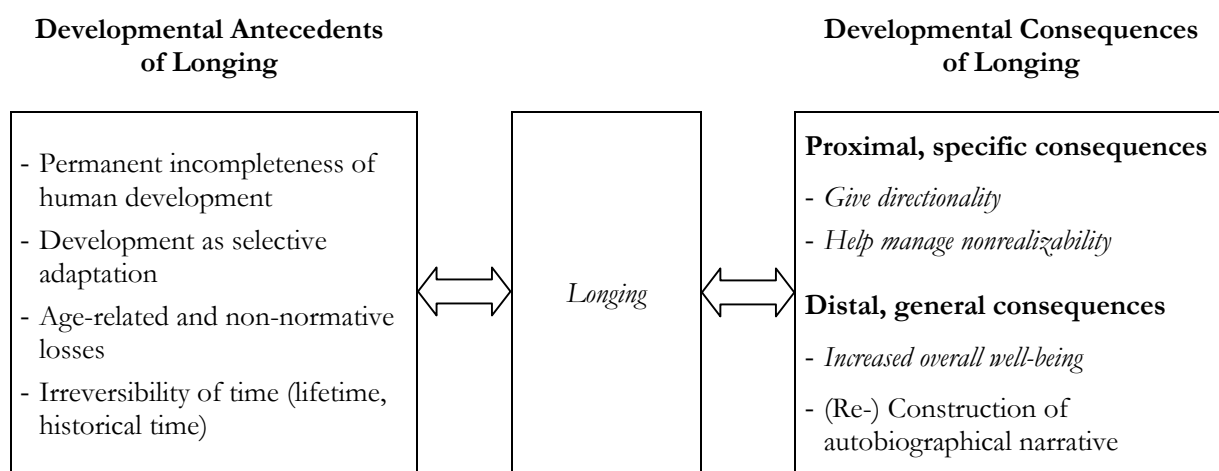 Developmental Antecedents
of Longing
- Permanent incompleteness of
human development
- Development as selective
adaptation
- Age-related and non-normative
losses
- Irreversibility of time (lifetime,
historical time)
Longing
Developmental Consequences
of Longing
Proximal, specific consequences
- Give directionality
- Help manage nonrealizability
Distal, general consequences
- Increased overall well-being
- (Re-) Construction of
autobiographical narrative